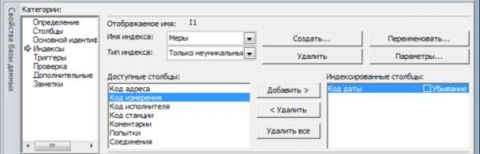 Свойства базы данных
Категории:
Определение
Столбцы
Основной идентиф
Индексы
Триггеры
Проверка
Дополнительные
Заметки
Отображаемое имя: I1
Имя индекса: Меры
Создать...
Переименовать...
Тип индекса: Только неуникальны
Удалить
Параметры...
Доступные столбцы:
Код адреса
Код измерения
Код исполнителя
Код станции
Коментарии
Попытки
Соединения
Добавить >
< Удалить
Удалить все
Индексированные столбцы:
Код даты Убывание